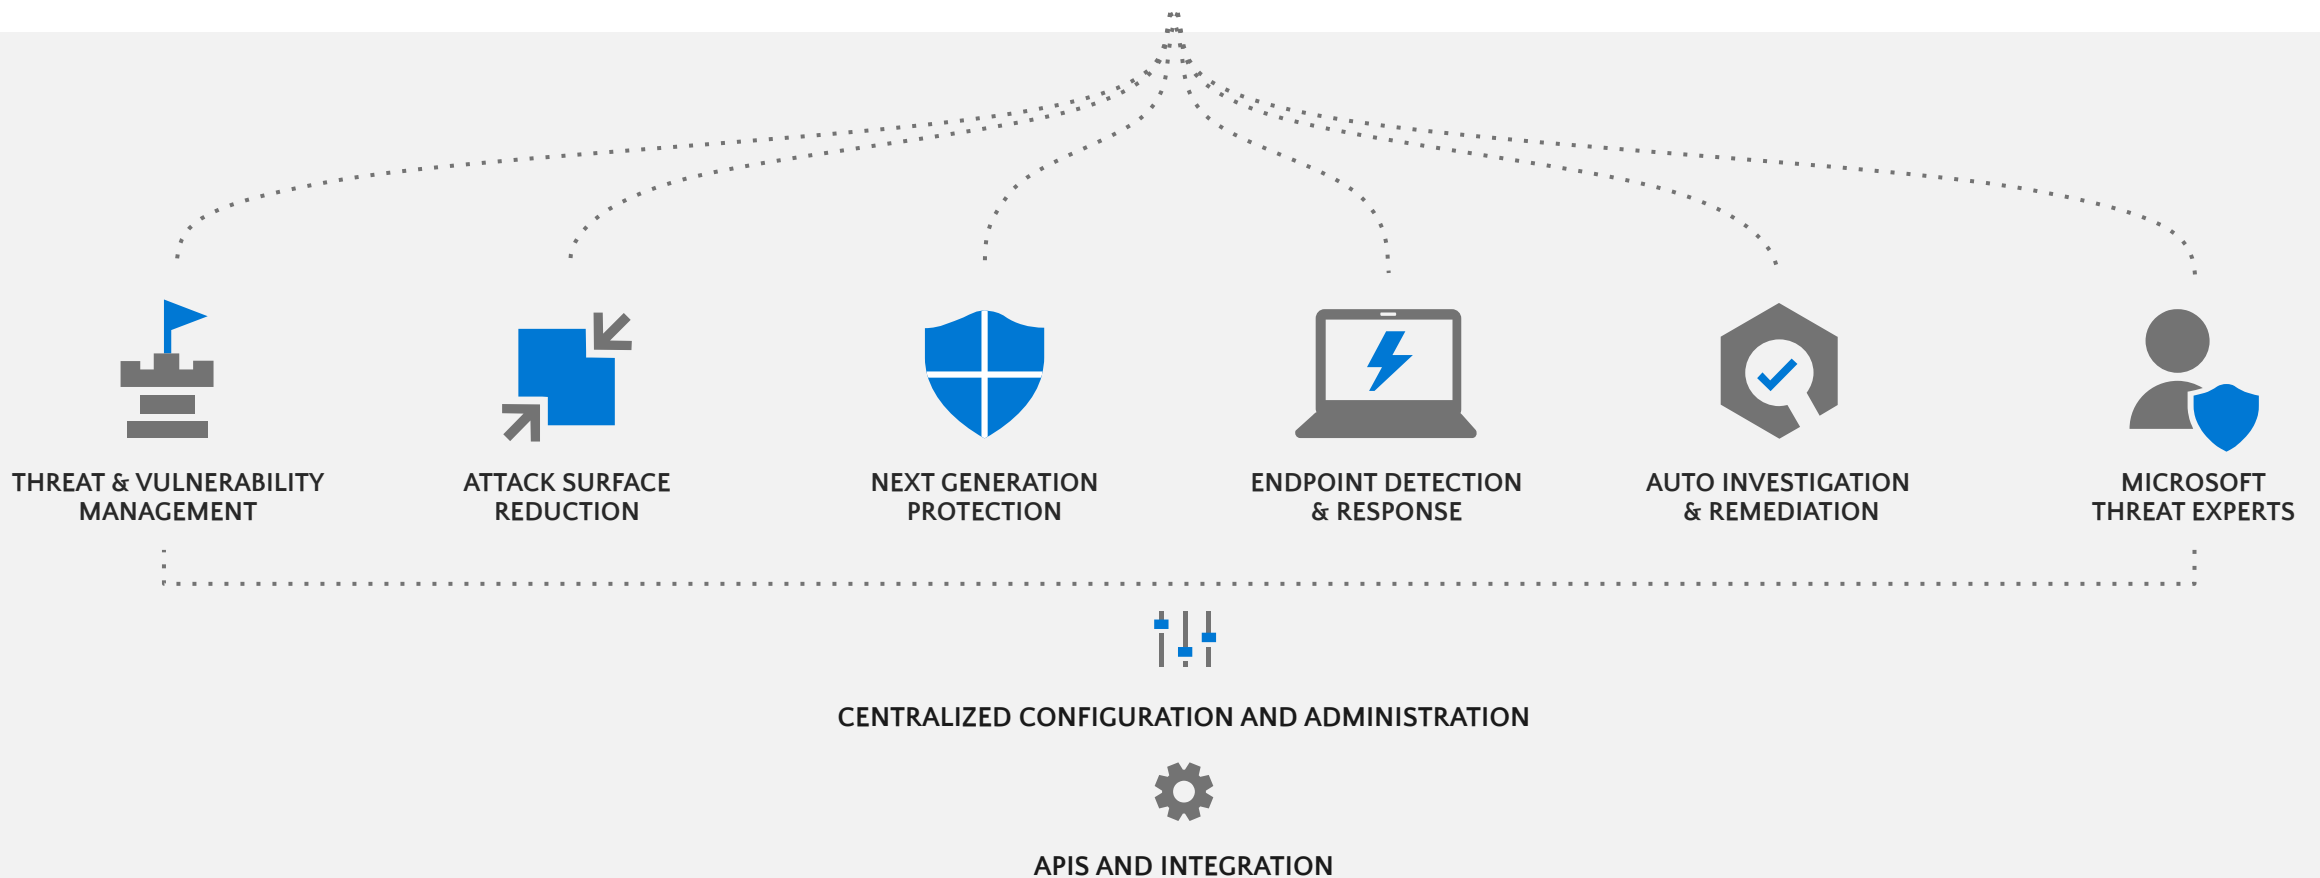 THREAT & VULNERABILITY
MANAGEMENT
ATTACK SURFACE
REDUCTION
NEXT GENERATION
PROTECTION
ENDPOINT DETECTION
& RESPONSE
AUTO INVESTIGATION
& REMEDIATION
MICROSOFT
THREAT EXPERTS
CENTRALIZED CONFIGURATION AND ADMINISTRATION
APIS AND INTEGRATION